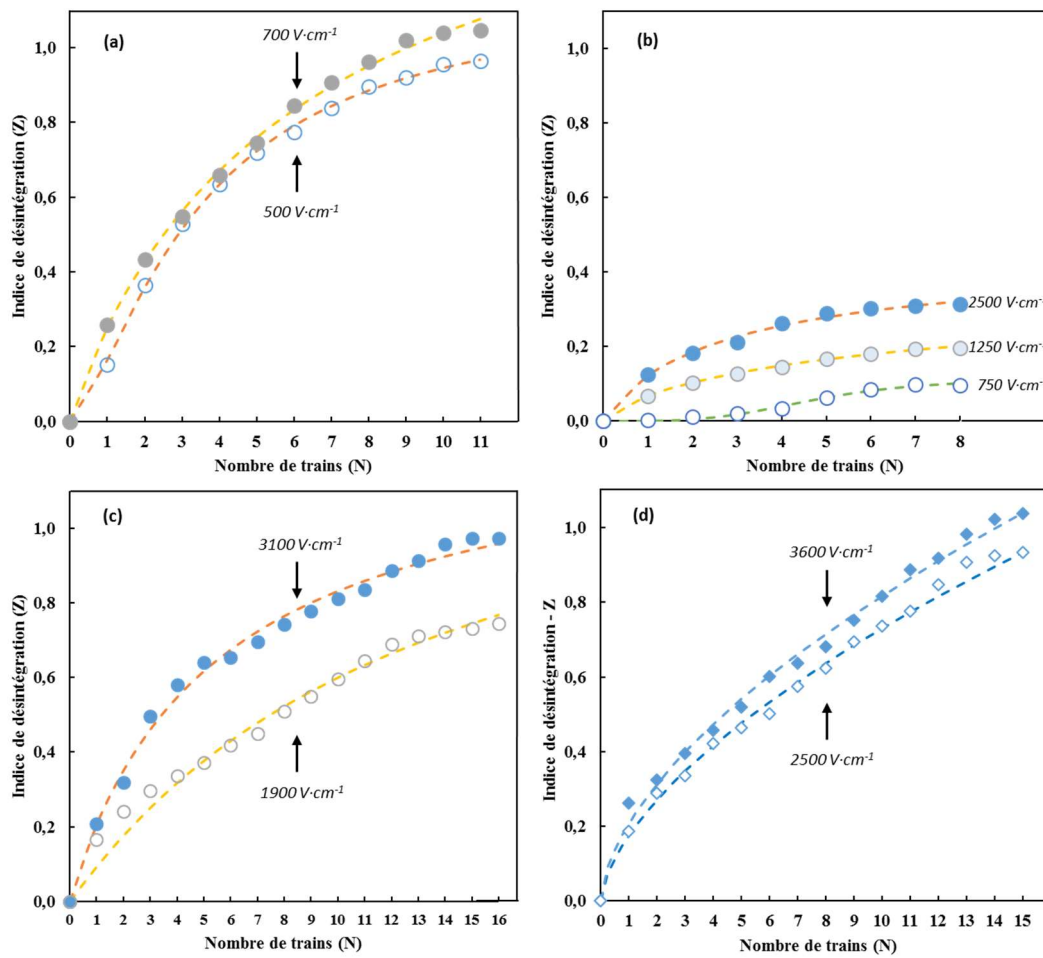 (a)
700 V·cm⁻¹
500 V·cm⁻¹
Indice de désintégration (Z)
1,0
0,8
0,6
0,4
0,2
0,0
0 1 2 3 4 5 6 7 8 9 10 11
Nombre de trains (N)
(b)
2500 V·cm⁻¹
1250 V·cm⁻
750 V·cm⁻
Indice de désintégration (Z)
1,0
0,8
0,6
0,4
0,2
0,0
0 1 2 3 4 5 6 7 8
Nombre de trains (N)
(c)
3100 V·cm⁻¹
1900 V·cm⁻¹
Indice de désintégration (Z)
1,0
0,8
0,6
0,4
0,2
0,0
0 1 2 3 4 5 6 7 8 9 10 11 12 13 14 15 16
Nombre de trains (N)
(d)
3600 V·cm⁻¹
2500 V·cm⁻¹
Indice de désintégration - Z
1,0
0,8
0,6
0,4
0,2
0,0
0 1 2 3 4 5 6 7 8 9 10 11 12 13 14 15
Nombre de trains (N)